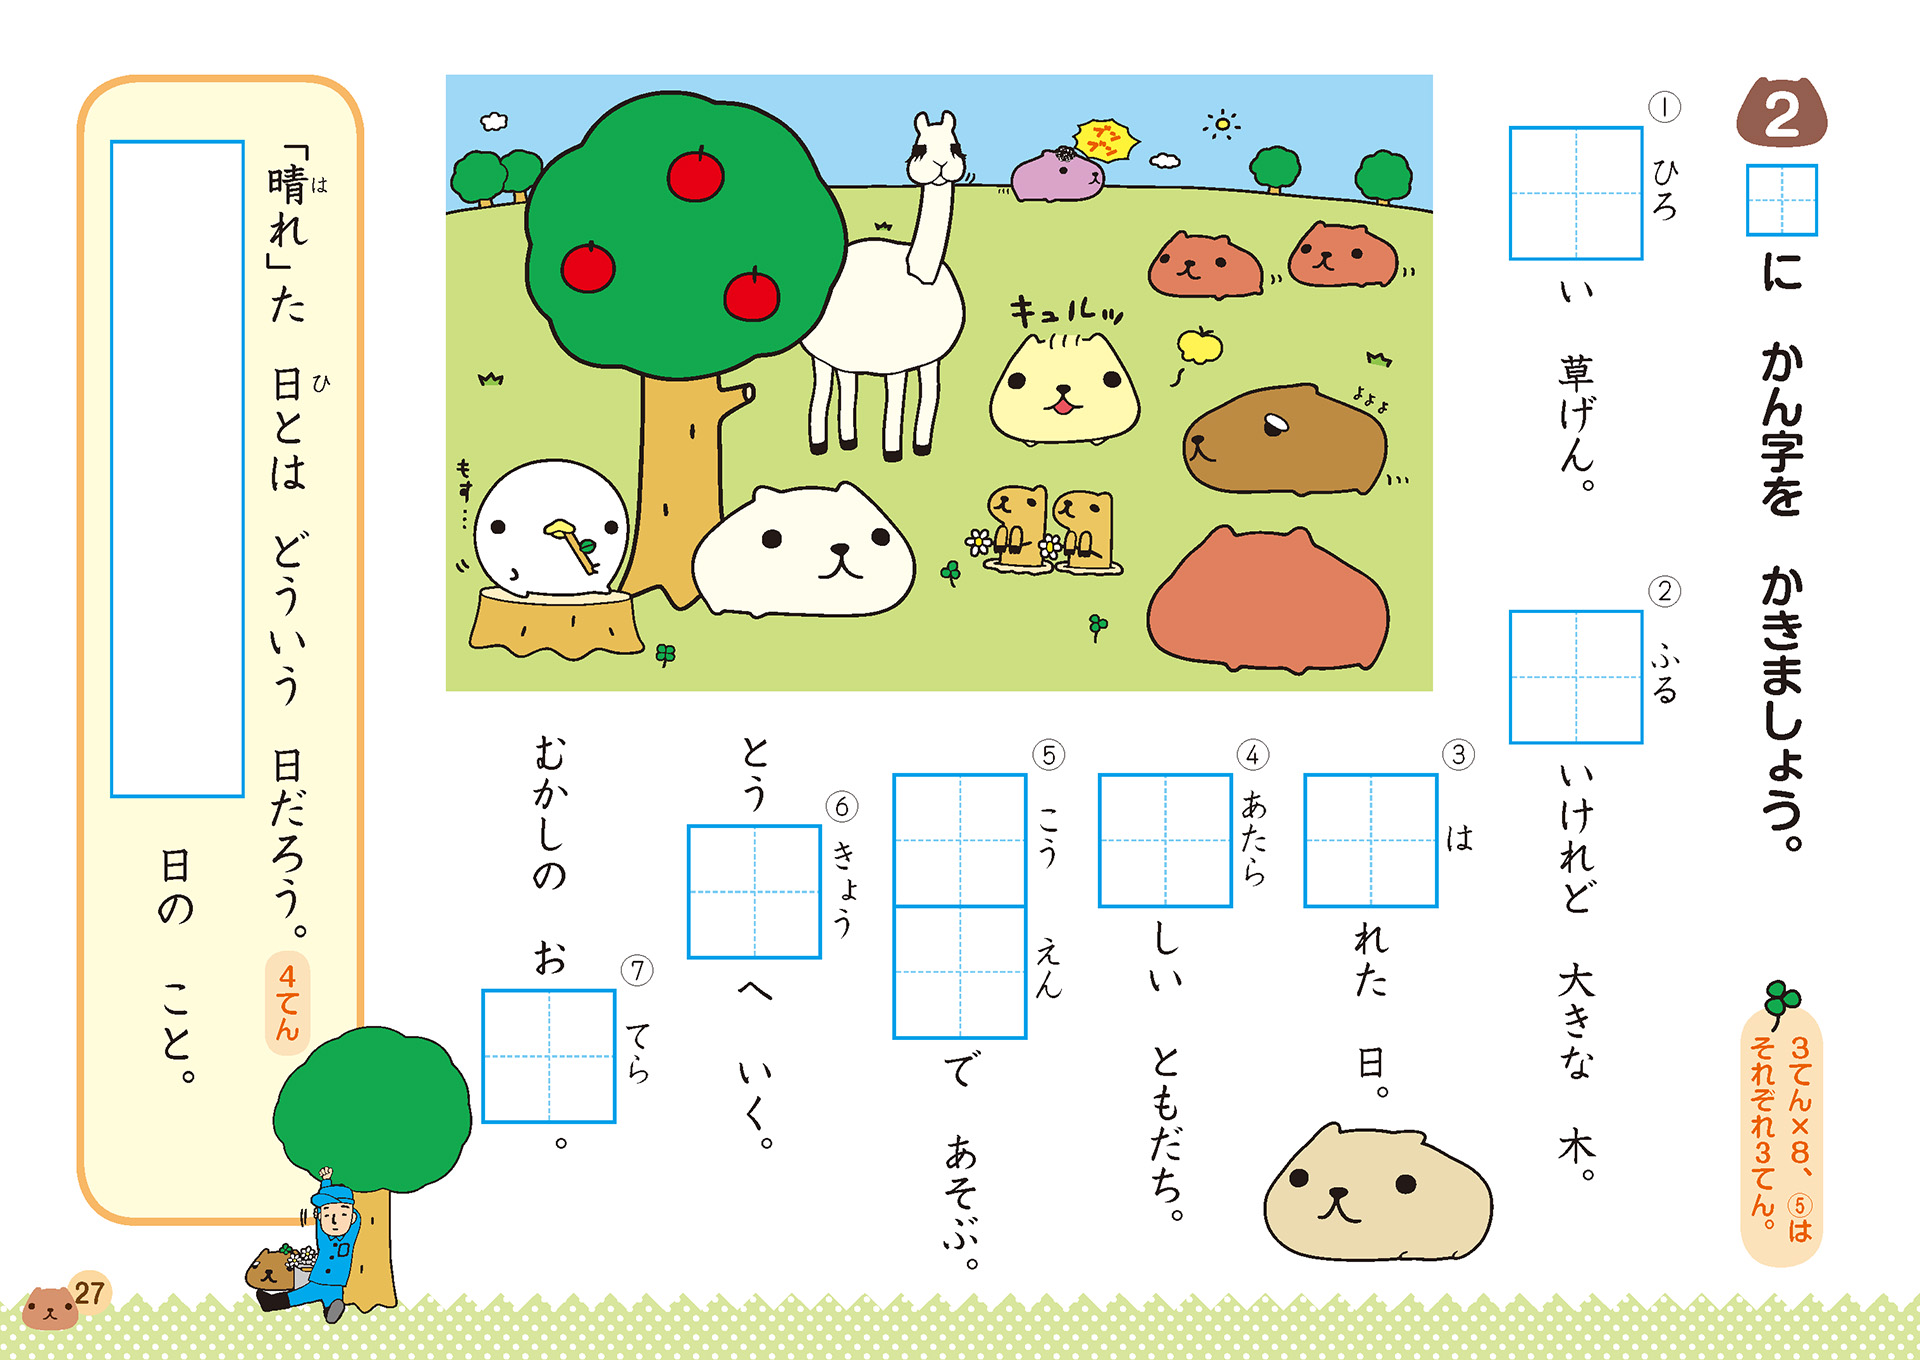 2
□に かん字を かきましょう。
3てん×8、⑤は
それぞれ3てん。
① ひろ
□い 草げん。
② ふる
□いけれど 大きな 木。
③ は
□れた 日。
④ あたら
□しい ともだち。
⑤ こう えん
□□で あそぶ。
⑥ きょう
とう□へ いく。
⑦ てら
むかしの お□。
ブンブン
キュルッ
よよよ
もす…
「晴れ」た 日とは どういう 日だろう。
は
ひ
4てん
日の こと。
27